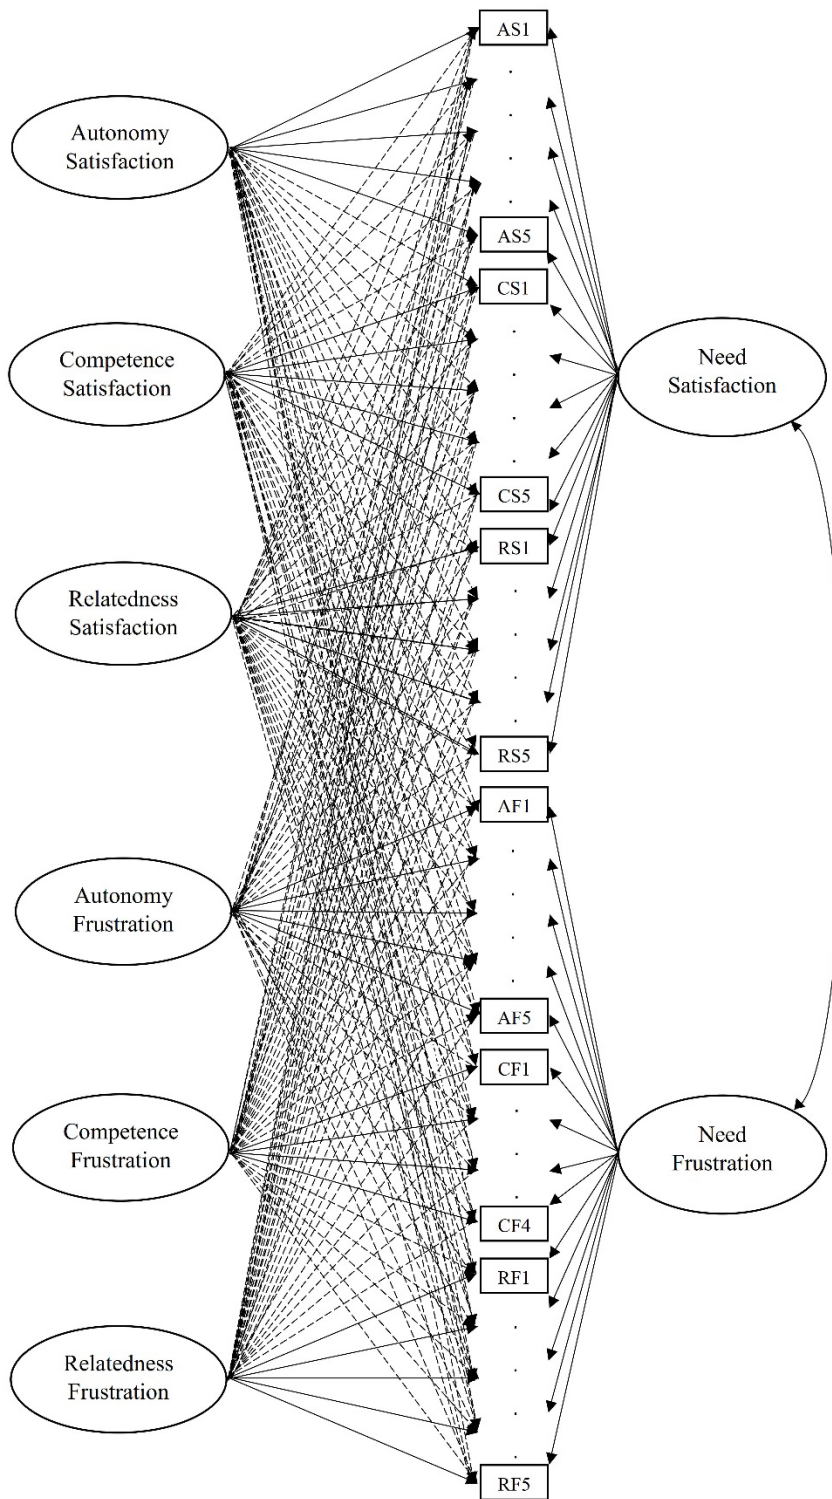 AS1
Autonomy
Satisfaction
AS5
CS1
Competence
Satisfaction
Need
Satisfaction
CS5
RS1
Relatedness
Satisfaction
RS5
AF1
Autonomy
Frustration
AF5
CF1
Competence
Frustration
Need
Frustration
CF4
RF1
Relatedness
Frustration
RF5